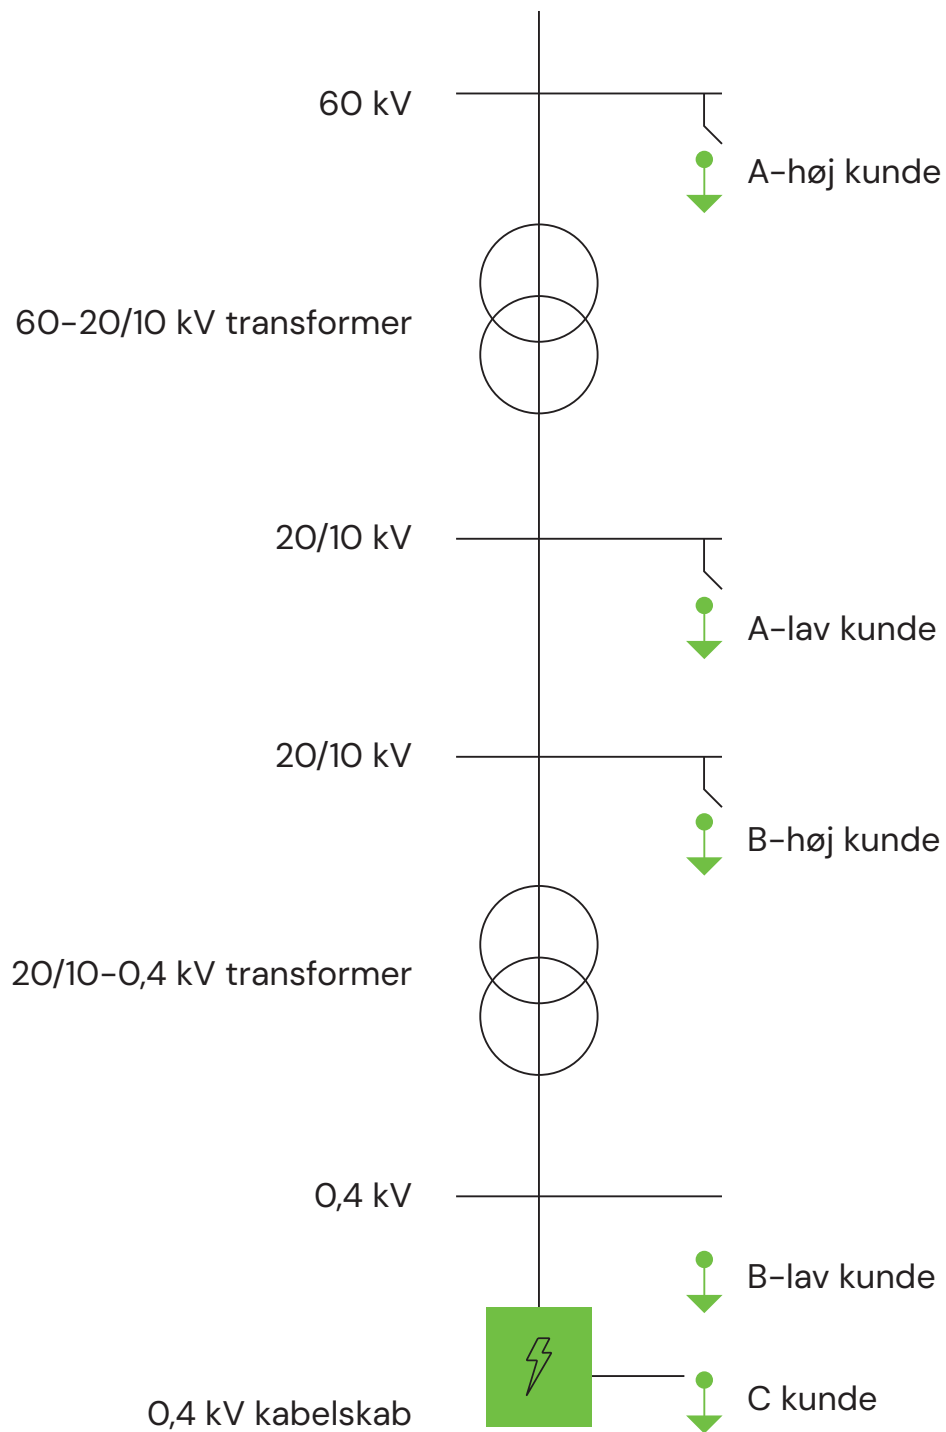 60 kV
A-høj kunde
60-20/10 kV transformer
20/10 kV
A-lav kunde
20/10 kV
B-høj kunde
20/10-0,4 kV transformer
0,4 kV
B-lav kunde
C kunde
0,4 kV kabelskab